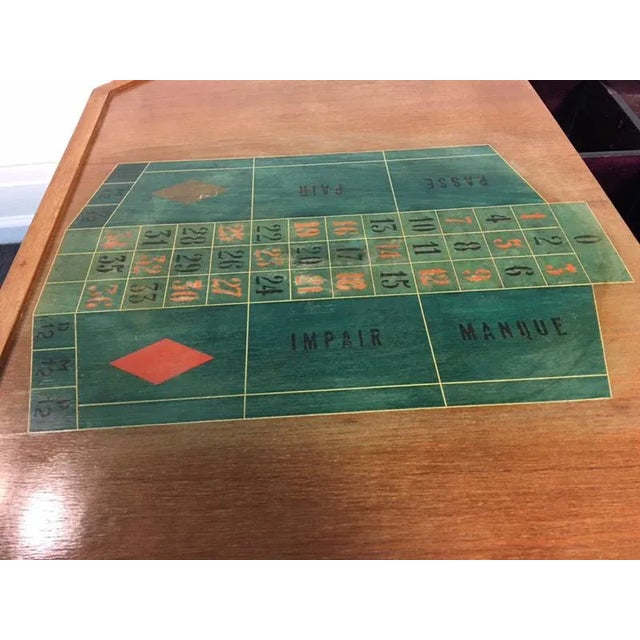 PAIR PASSE
34 31 28 25 22 19 16 13 10 7 4 1
35 32 29 26 23 20 17 14 11 8 5 2 0
36 33 30 27 24 21 18 15 12 9 6 3
IMPAIR MANQUE
D 12
M 12
P 12